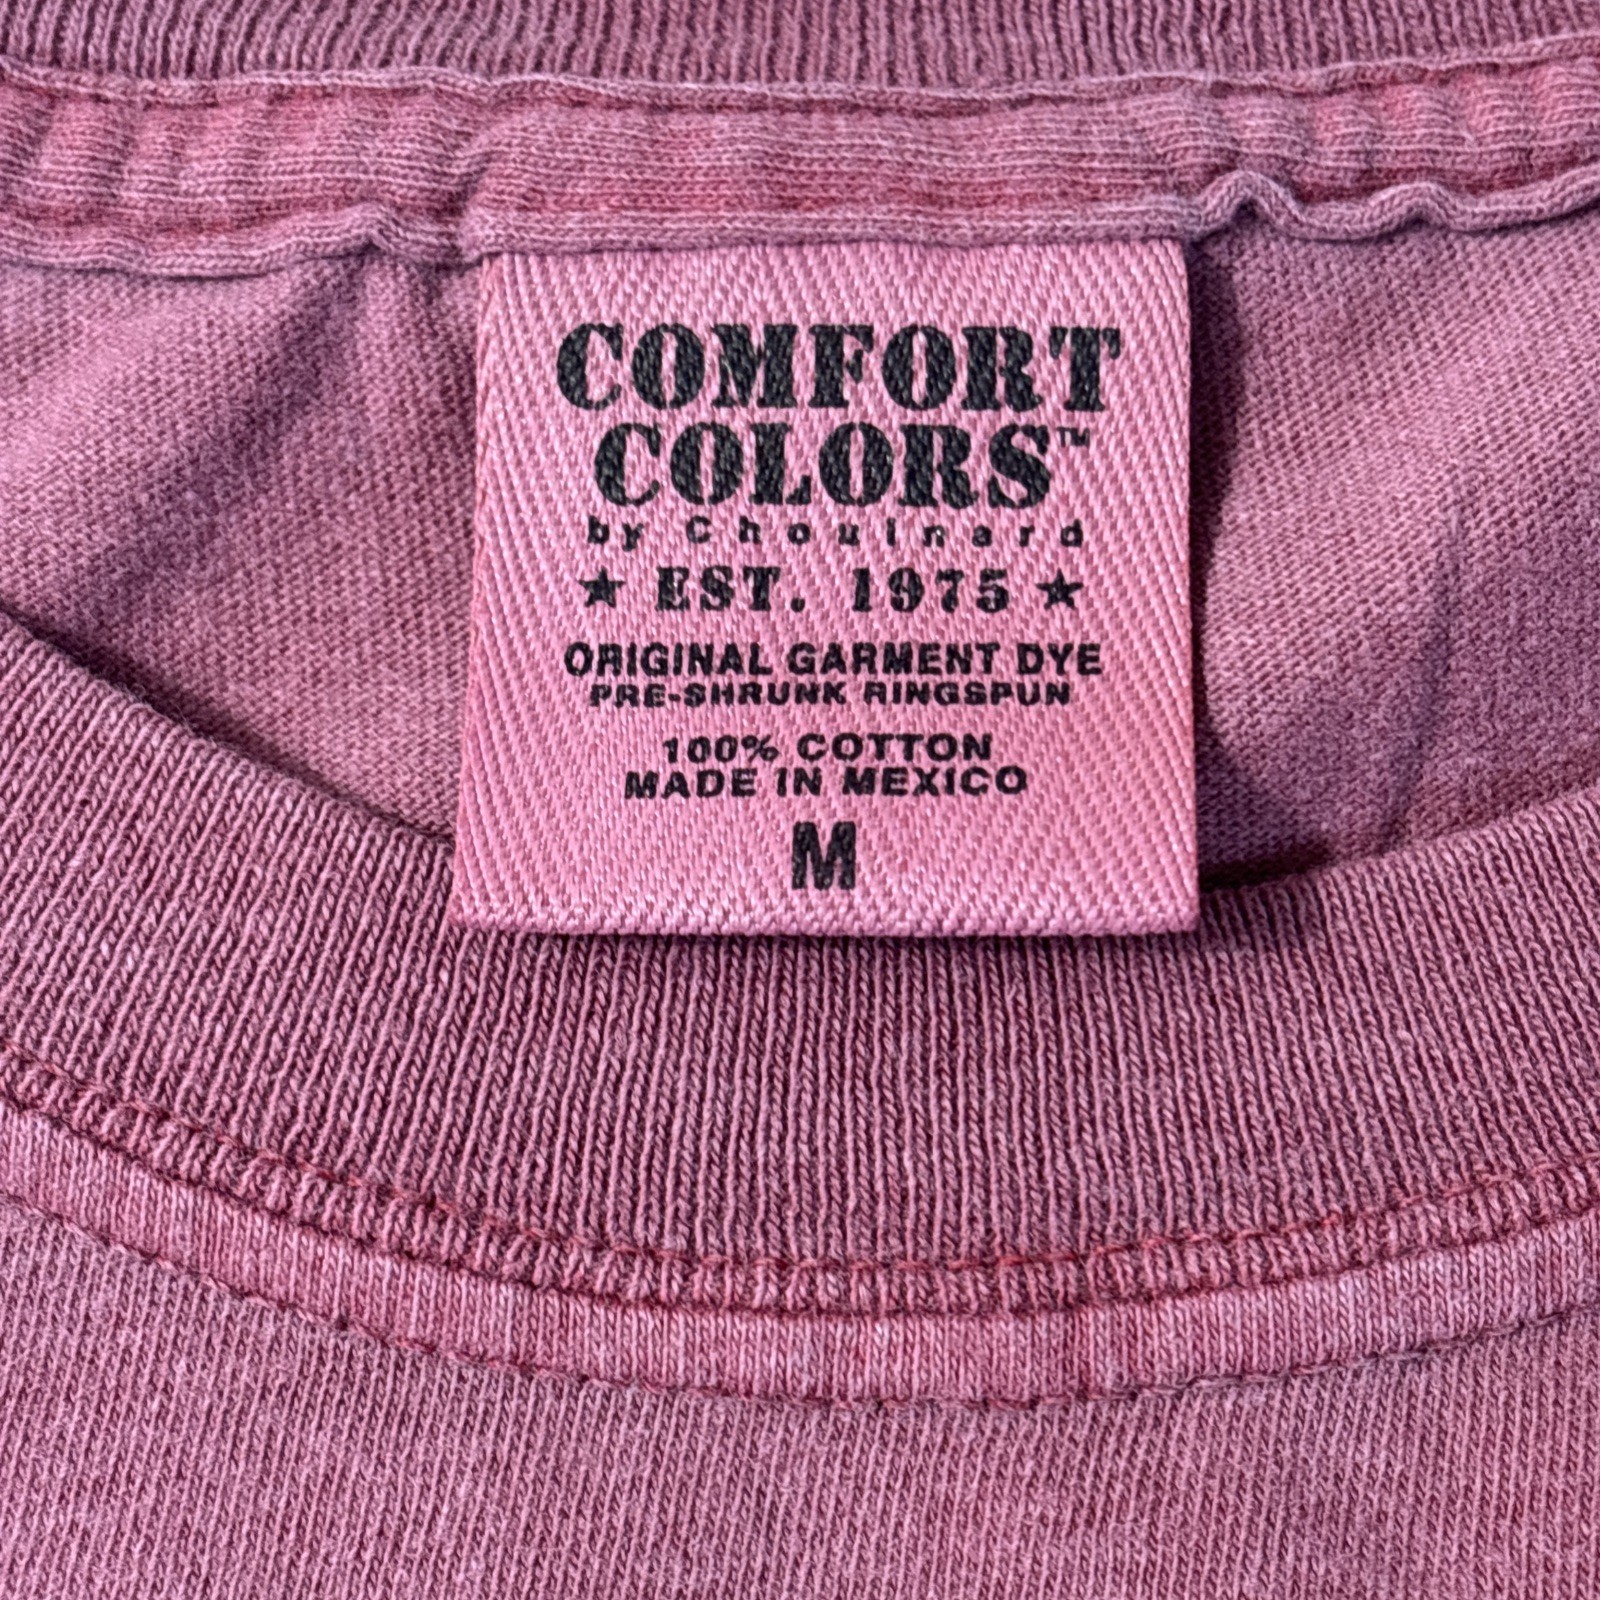 COMFORT
COLORS™
by Chouinard
★ EST. 1975 ★
ORIGINAL GARMENT DYE
PRE-SHRUNK RINGSPUN
100% COTTON
MADE IN MEXICO
M